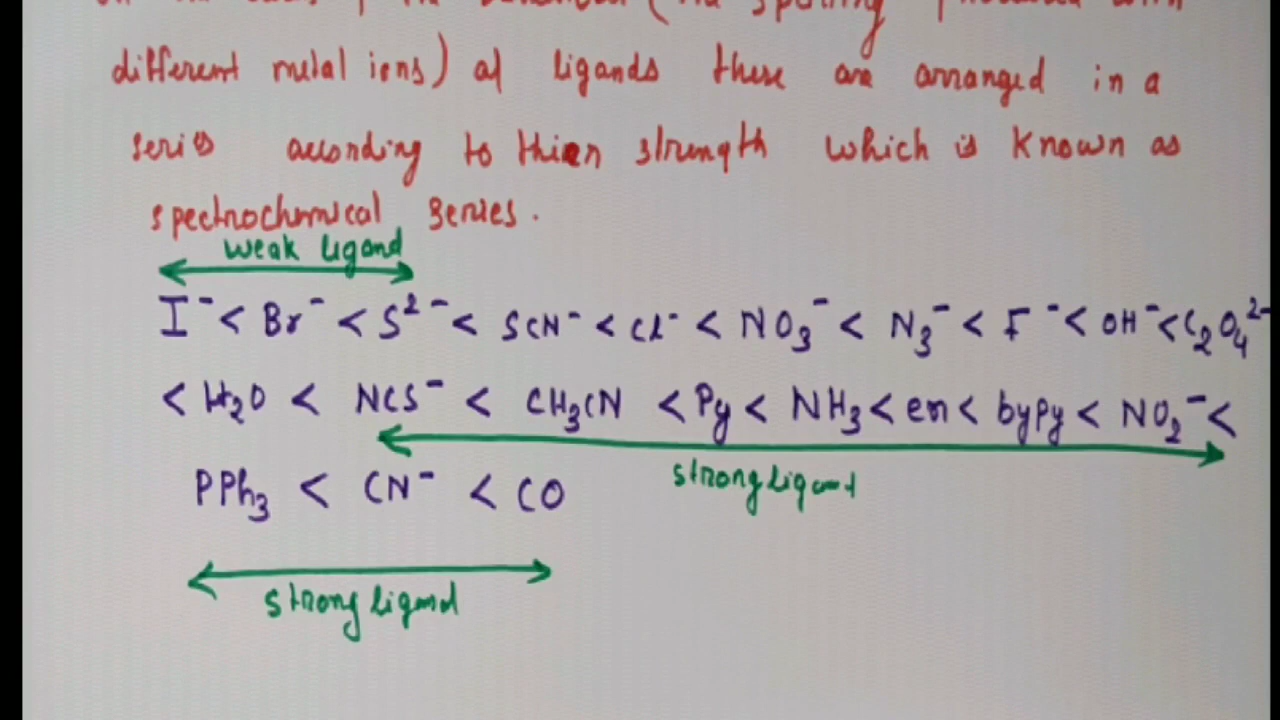 different metal ions) of ligands these are arranged in a
series according to thien strength which is known as
spectrochemical series.
weak ligand
I⁻ < Br⁻ < S²⁻ < SCN⁻ < Cl⁻ < NO₃⁻ < N₃⁻ < F⁻ < OH⁻ < C₂O₄²⁻
< H₂O < NCS⁻ < CH₃CN < Py < NH₃ < en < bypy < NO₂⁻ <
strong ligant
PPh₃ < CN⁻ < CO
strong ligand